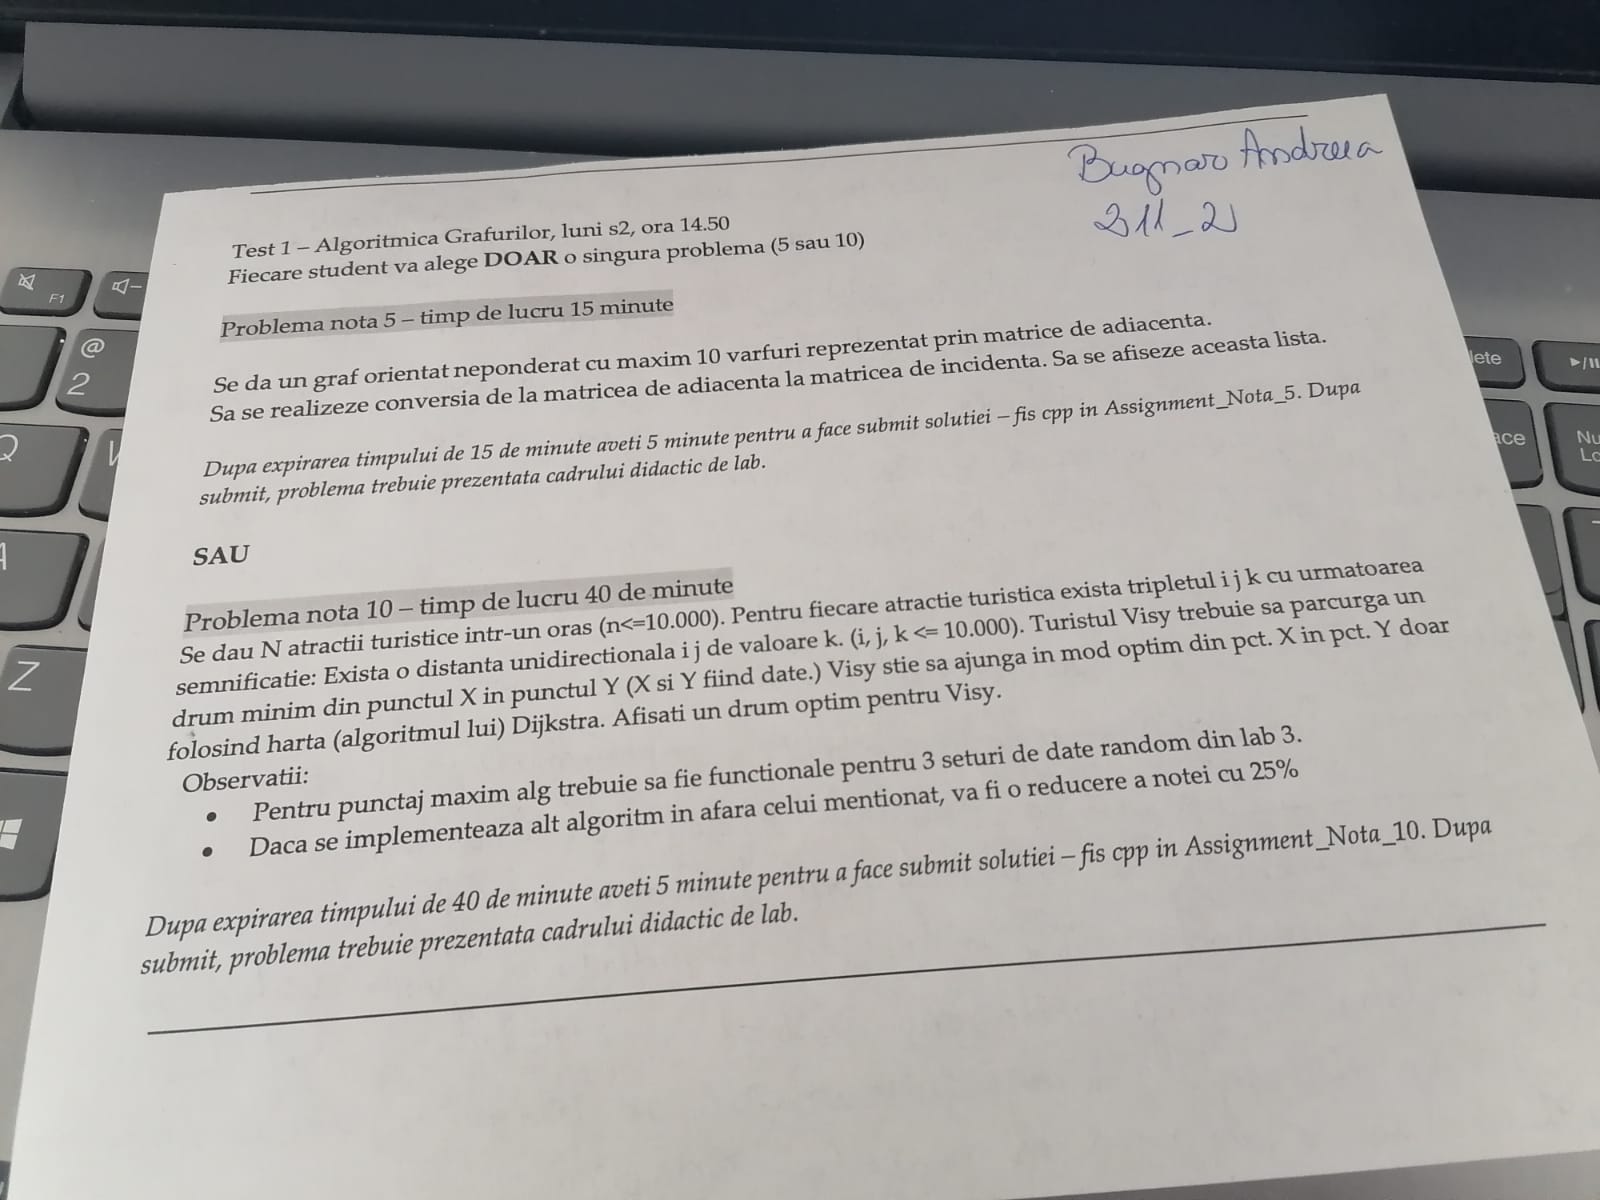 Bugnar Andreea
211_2
Test 1 – Algoritmica Grafurilor, luni s2, ora 14.50
Fiecare student va alege DOAR o singura problema (5 sau 10)
Problema nota 5 – timp de lucru 15 minute
Se da un graf orientat neponderat cu maxim 10 varfuri reprezentat prin matrice de adiacenta.
Sa se realizeze conversia de la matricea de adiacenta la matricea de incidenta. Sa se afiseze aceasta lista.
Dupa expirarea timpului de 15 de minute aveti 5 minute pentru a face submit solutiei – fis cpp in Assignment_Nota_5. Dupa
submit, problema trebuie prezentata cadrului didactic de lab.
SAU
Problema nota 10 – timp de lucru 40 de minute
Se dau N atractii turistice intr-un oras (n<=10.000). Pentru fiecare atractie turistica exista tripletul i j k cu urmatoarea
semnificatie: Exista o distanta unidirectionala i j de valoare k. (i, j, k <= 10.000). Turistul Visy trebuie sa parcurga un
drum minim din punctul X in punctul Y (X si Y fiind date.) Visy stie sa ajunga in mod optim din pct. X in pct. Y doar
folosind harta (algoritmul lui) Dijkstra. Afisati un drum optim pentru Visy.
Observatii:
• Pentru punctaj maxim alg trebuie sa fie functionale pentru 3 seturi de date random din lab 3.
• Daca se implementeaza alt algoritm in afara celui mentionat, va fi o reducere a notei cu 25%
Dupa expirarea timpului de 40 de minute aveti 5 minute pentru a face submit solutiei – fis cpp in Assignment_Nota_10. Dupa
submit, problema trebuie prezentata cadrului didactic de lab.
F1
@
2
Q
Z
lete
ace
Nu
Lo